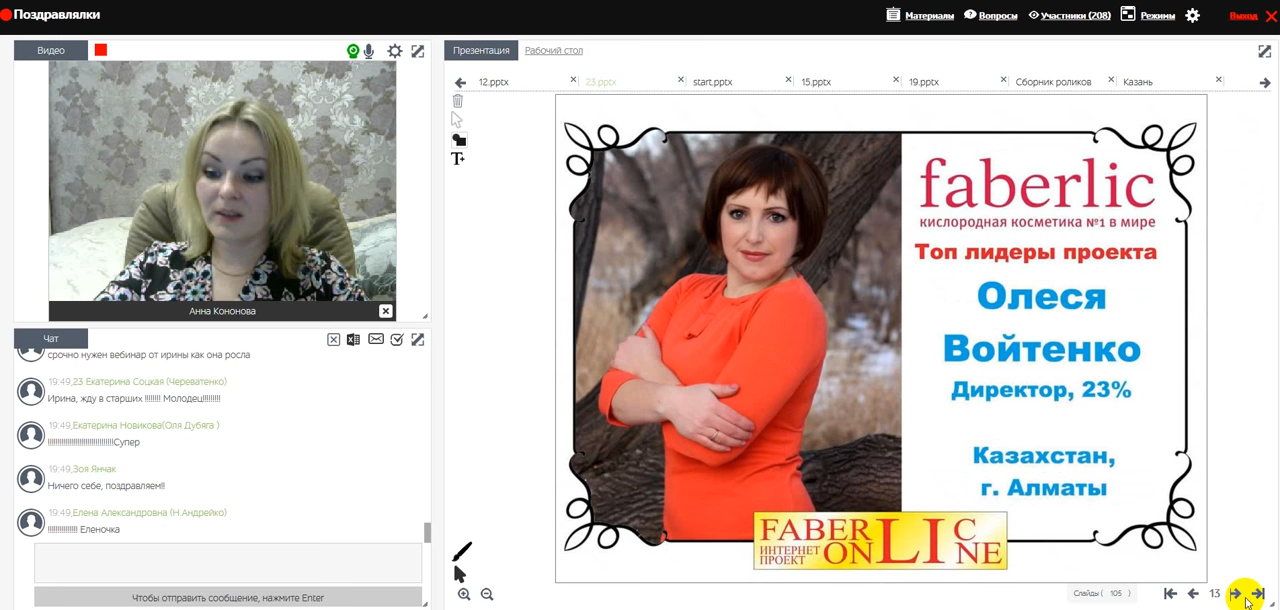 Поздравлялки
Материалы
Вопросы
Участники (208)
Режимы
Выход
Видео
Анна Кононова
Чат
срочно нужен вебинар от ирины как она росла
19:49,23 Екатерина Соцкая (Череватенко)
Ирина, жду в старших !!!!!!!! Молодец!!!!!!!!!
19:49,Екатерина Новикова(Оля Дубяга )
!!!!!!!!!!!!!!!!!!!!!!!!!!!!!!!!Супер
19:49,Зоя Янчак
Ничего себе, поздравляем!!
19:49,Елена Александровна (Н.Андрейко)
!!!!!!!!!!!!!!! Еленочка
Чтобы отправить сообщение, нажмите Enter
Презентация
Рабочий стол
12.pptx
23.pptx
start.pptx
15.pptx
19.pptx
Сборник роликов
Казань
T+
faberlic
кислородная косметика №1 в мире
Топ лидеры проекта
Олеся
Войтенко
Директор, 23%
Казахстан,
г. Алматы
FABERLIC
ИНТЕРНЕТ
ПРОЕКТ
ONLINE
Слайды ( 105 )
13